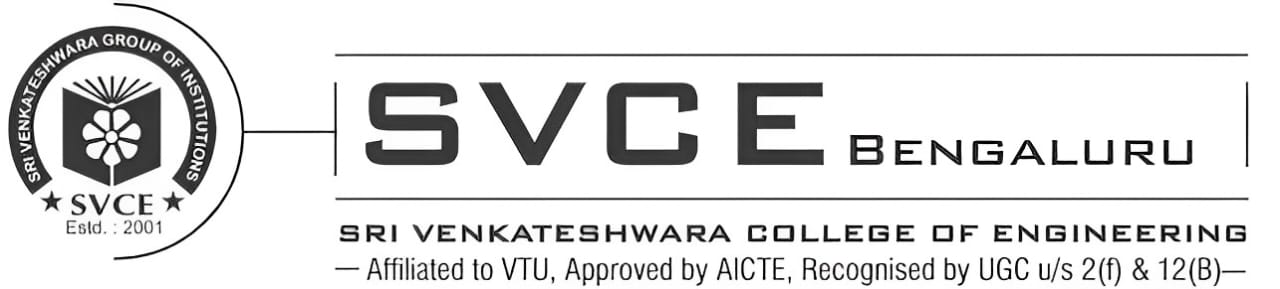 SRI VENKATESHWARA GROUP OF INSTITUTIONS
SVCE
Estd. : 2001
SVCE BENGALURU
SRI VENKATESHWARA COLLEGE OF ENGINEERING
— Affiliated to VTU, Approved by AICTE, Recognised by UGC u/s 2(f) & 12(B)—